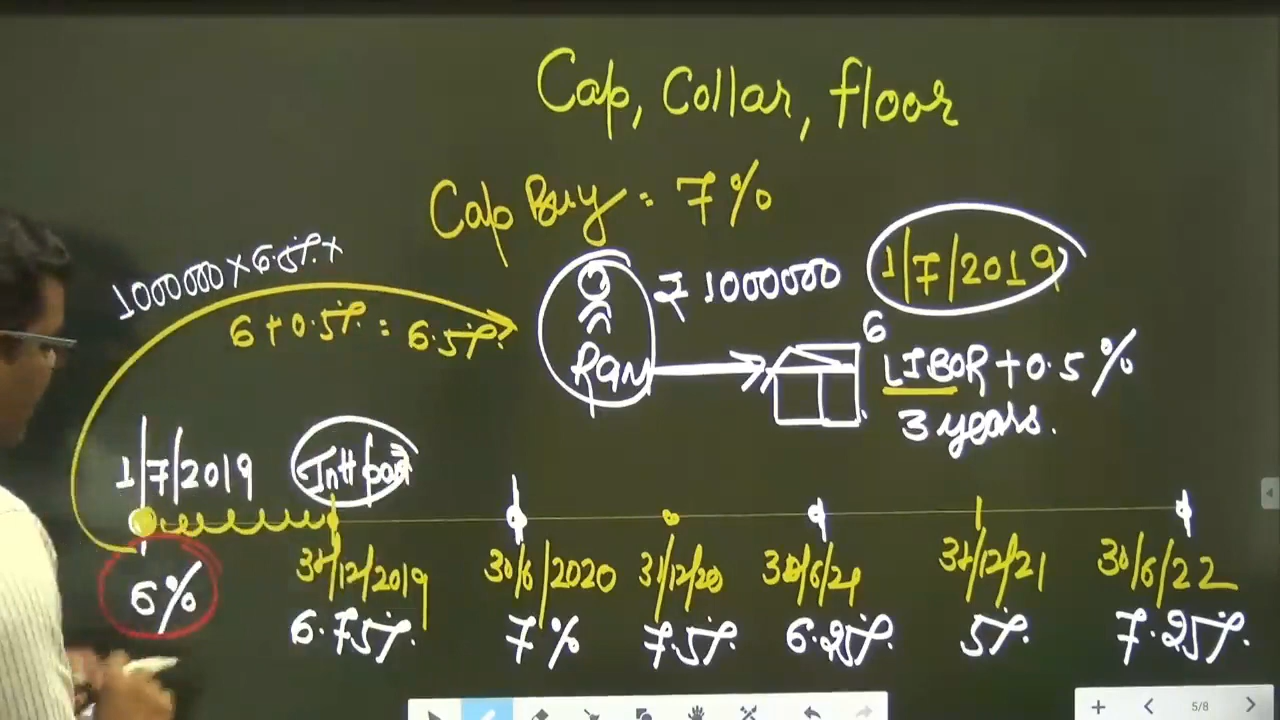 Cap, Collar, floor
Cap Buy = 7%
1000000 × 6.5% ×
6 + 0.5% = 6.5%
₹ 1000000
1/7/2019
RAM
6
LIBOR + 0.5%
3 years.
1/7/2019
31/12/2019
30/6/2020
31/12/20
30/6/21
31/12/21
30/6/22
6%
6.75%
7%
7.5%
6.25%
5%
7.25%
5/8